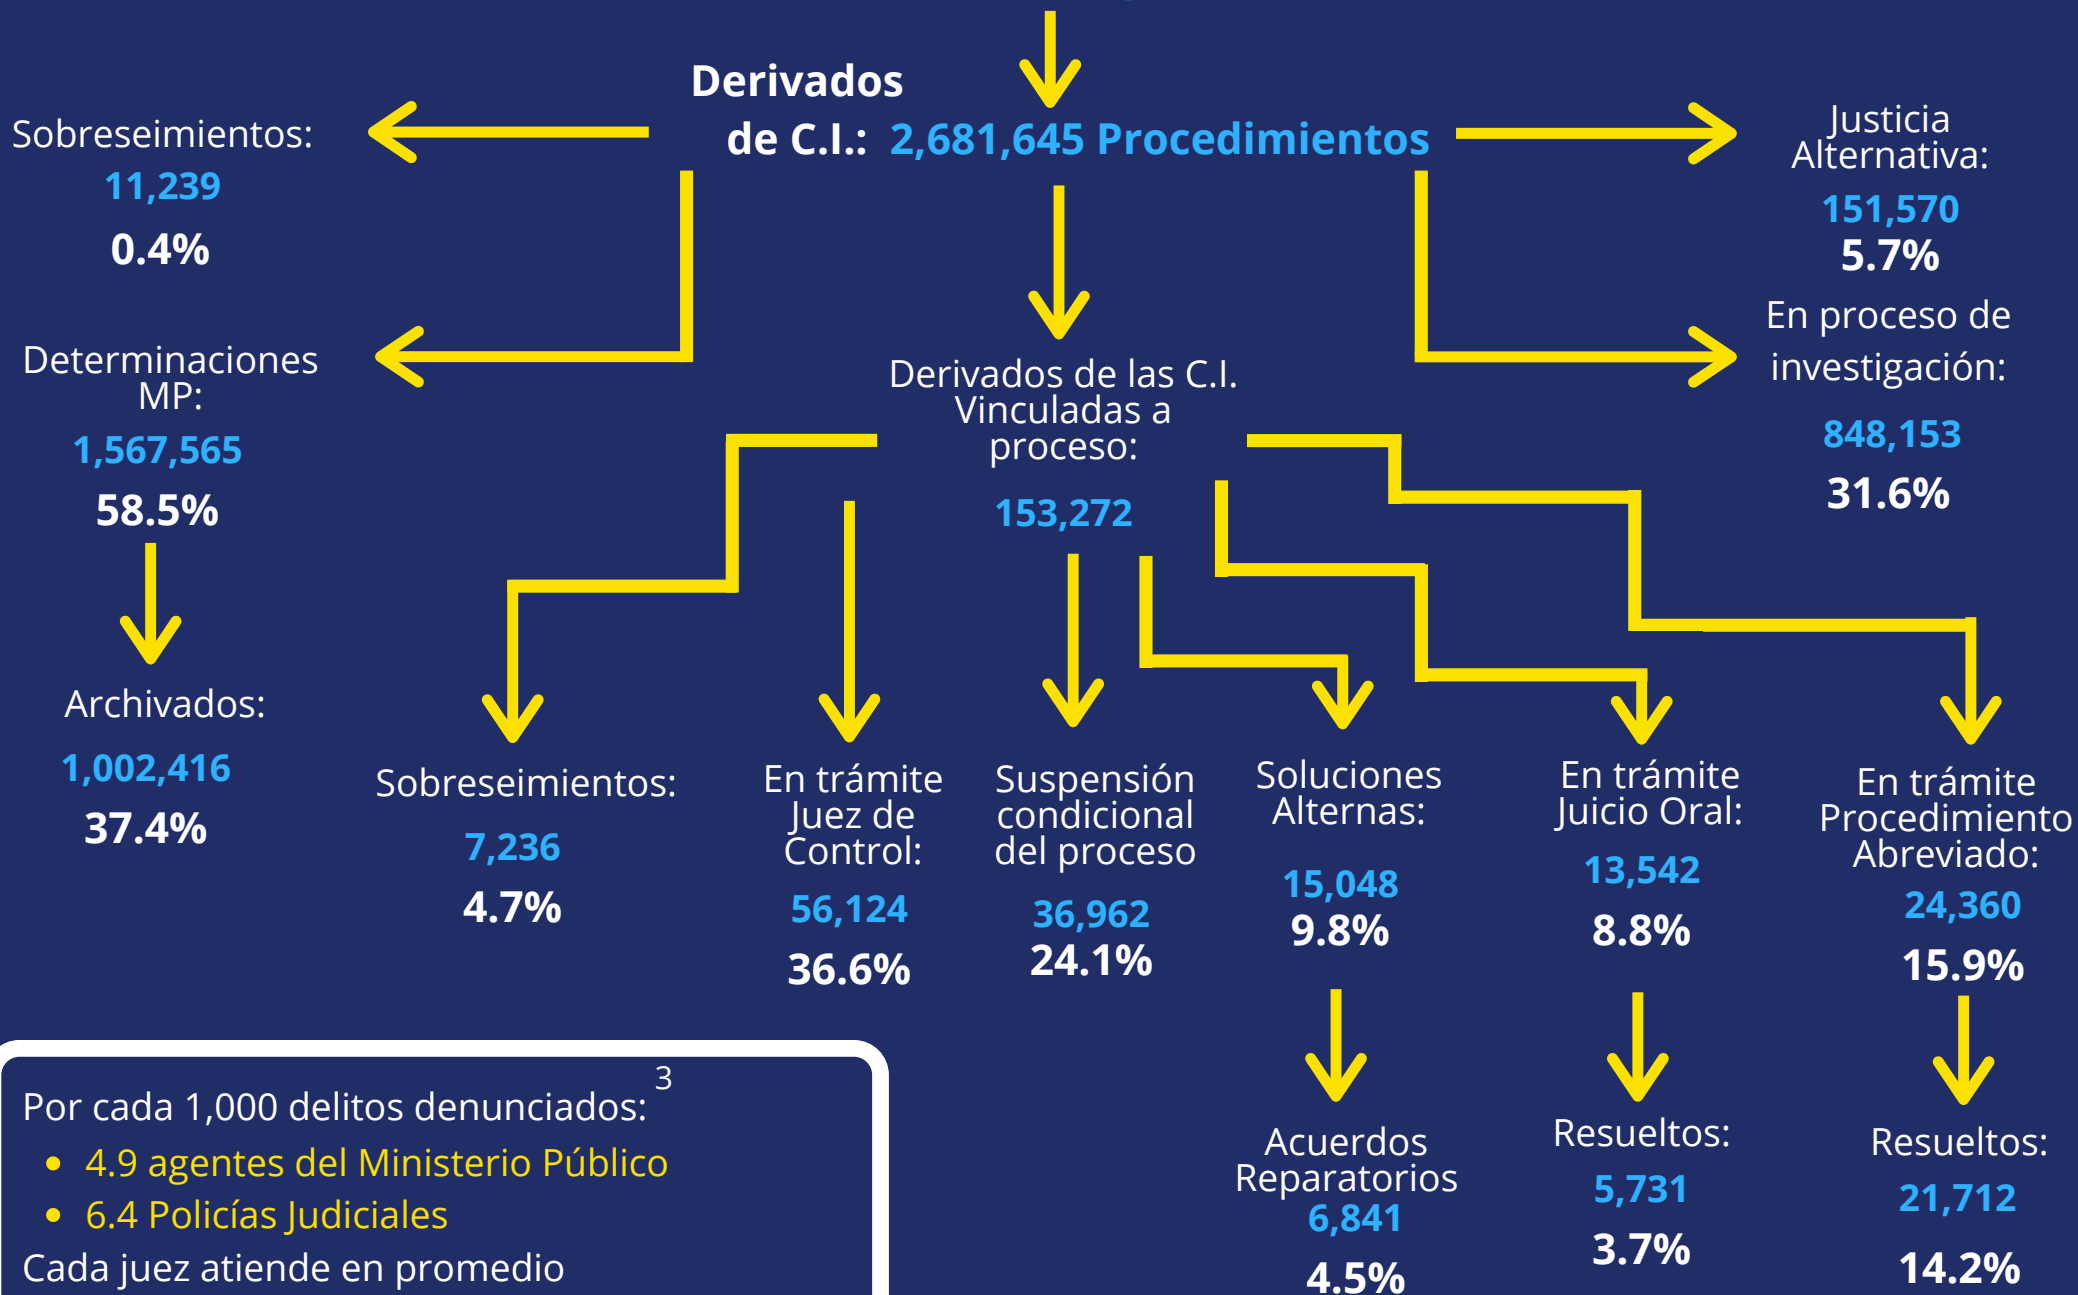 Derivados
de C.I.: 2,681,645 Procedimientos
Sobreseimientos:
11,239
0.4%
Justicia
Alternativa:
151,570
5.7%
Determinaciones
MP:
1,567,565
58.5%
Derivados de las C.I.
Vinculadas a
proceso:
153,272
En proceso de
investigación:
848,153
31.6%
Archivados:
1,002,416
37.4%
Sobreseimientos:
7,236
4.7%
En trámite
Juez de
Control:
56,124
36.6%
Suspensión
condicional
del proceso
36,962
24.1%
Soluciones
Alternas:
15,048
9.8%
En trámite
Juicio Oral:
13,542
8.8%
En trámite
Procedimiento
Abreviado:
24,360
15.9%
Acuerdos
Reparatorios
6,841
4.5%
Resueltos:
5,731
3.7%
Resueltos:
21,712
14.2%
Por cada 1,000 delitos denunciados: 3
• 4.9 agentes del Ministerio Público
• 6.4 Policías Judiciales
Cada juez atiende en promedio